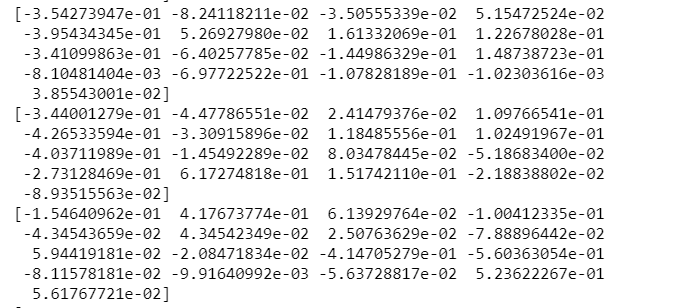 [-3.54273947e-01 -8.24118211e-02 -3.50555339e-02 5.15472524e-02
-3.95434345e-01 5.26927980e-02 1.61332069e-01 1.22678028e-01
-3.41099863e-01 -6.40257785e-02 -1.44986329e-01 1.48738723e-01
-8.10481404e-03 -6.97722522e-01 -1.07828189e-01 -1.02303616e-03
3.85543001e-02]
[-3.44001279e-01 -4.47786551e-02 2.41479376e-02 1.09766541e-01
-4.26533594e-01 -3.30915896e-02 1.18485556e-01 1.02491967e-01
-4.03711989e-01 -1.45492289e-02 8.03478445e-02 -5.18683400e-02
-2.73128469e-01 6.17274818e-01 1.51742110e-01 -2.18838802e-02
-8.93515563e-02]
[-1.54640962e-01 4.17673774e-01 6.13929764e-02 -1.00412335e-01
-4.34543659e-02 4.34542349e-02 2.50763629e-02 -7.88896442e-02
5.94419181e-02 -2.08471834e-02 -4.14705279e-01 -5.60363054e-01
-8.11578181e-02 -9.91640992e-03 -5.63728817e-02 5.23622267e-01
5.61767721e-02]